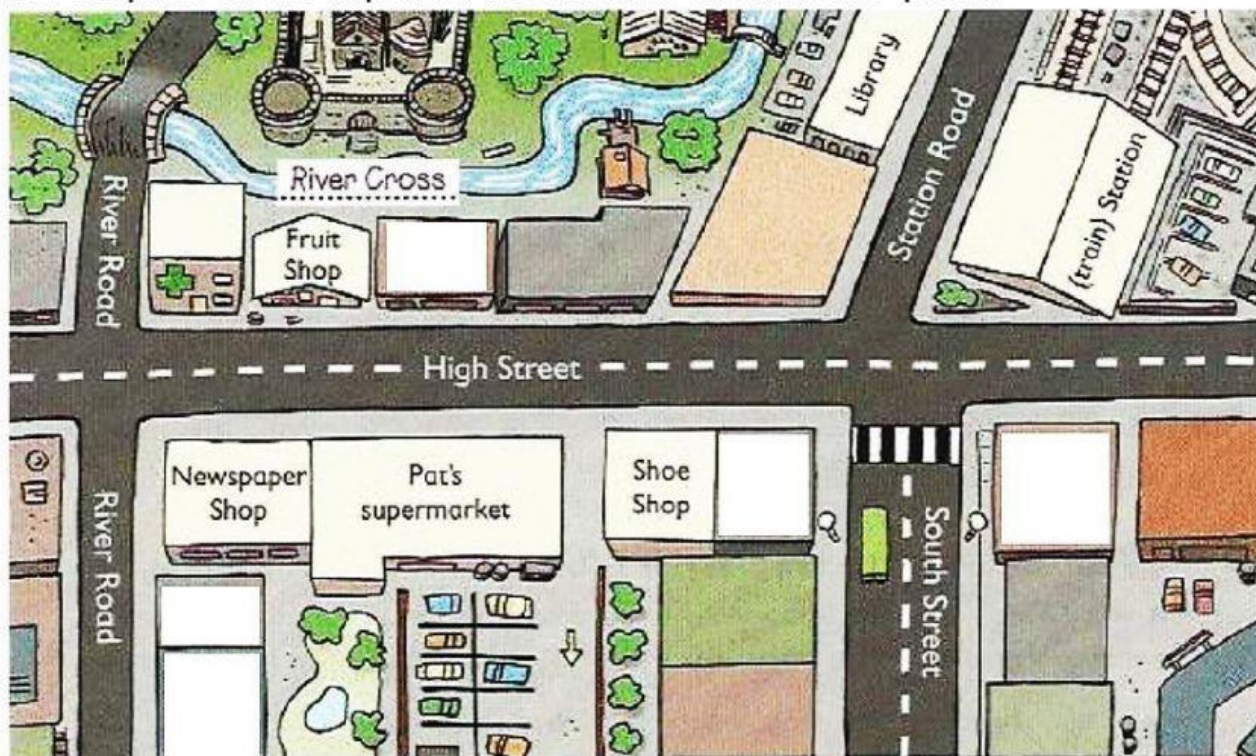 Library
Station Road
(train) Station
River Cross
River Road
Fruit
Shop
High Street
Newspaper
Shop
Pat's
supermarket
Shoe
Shop
River Road
South Street